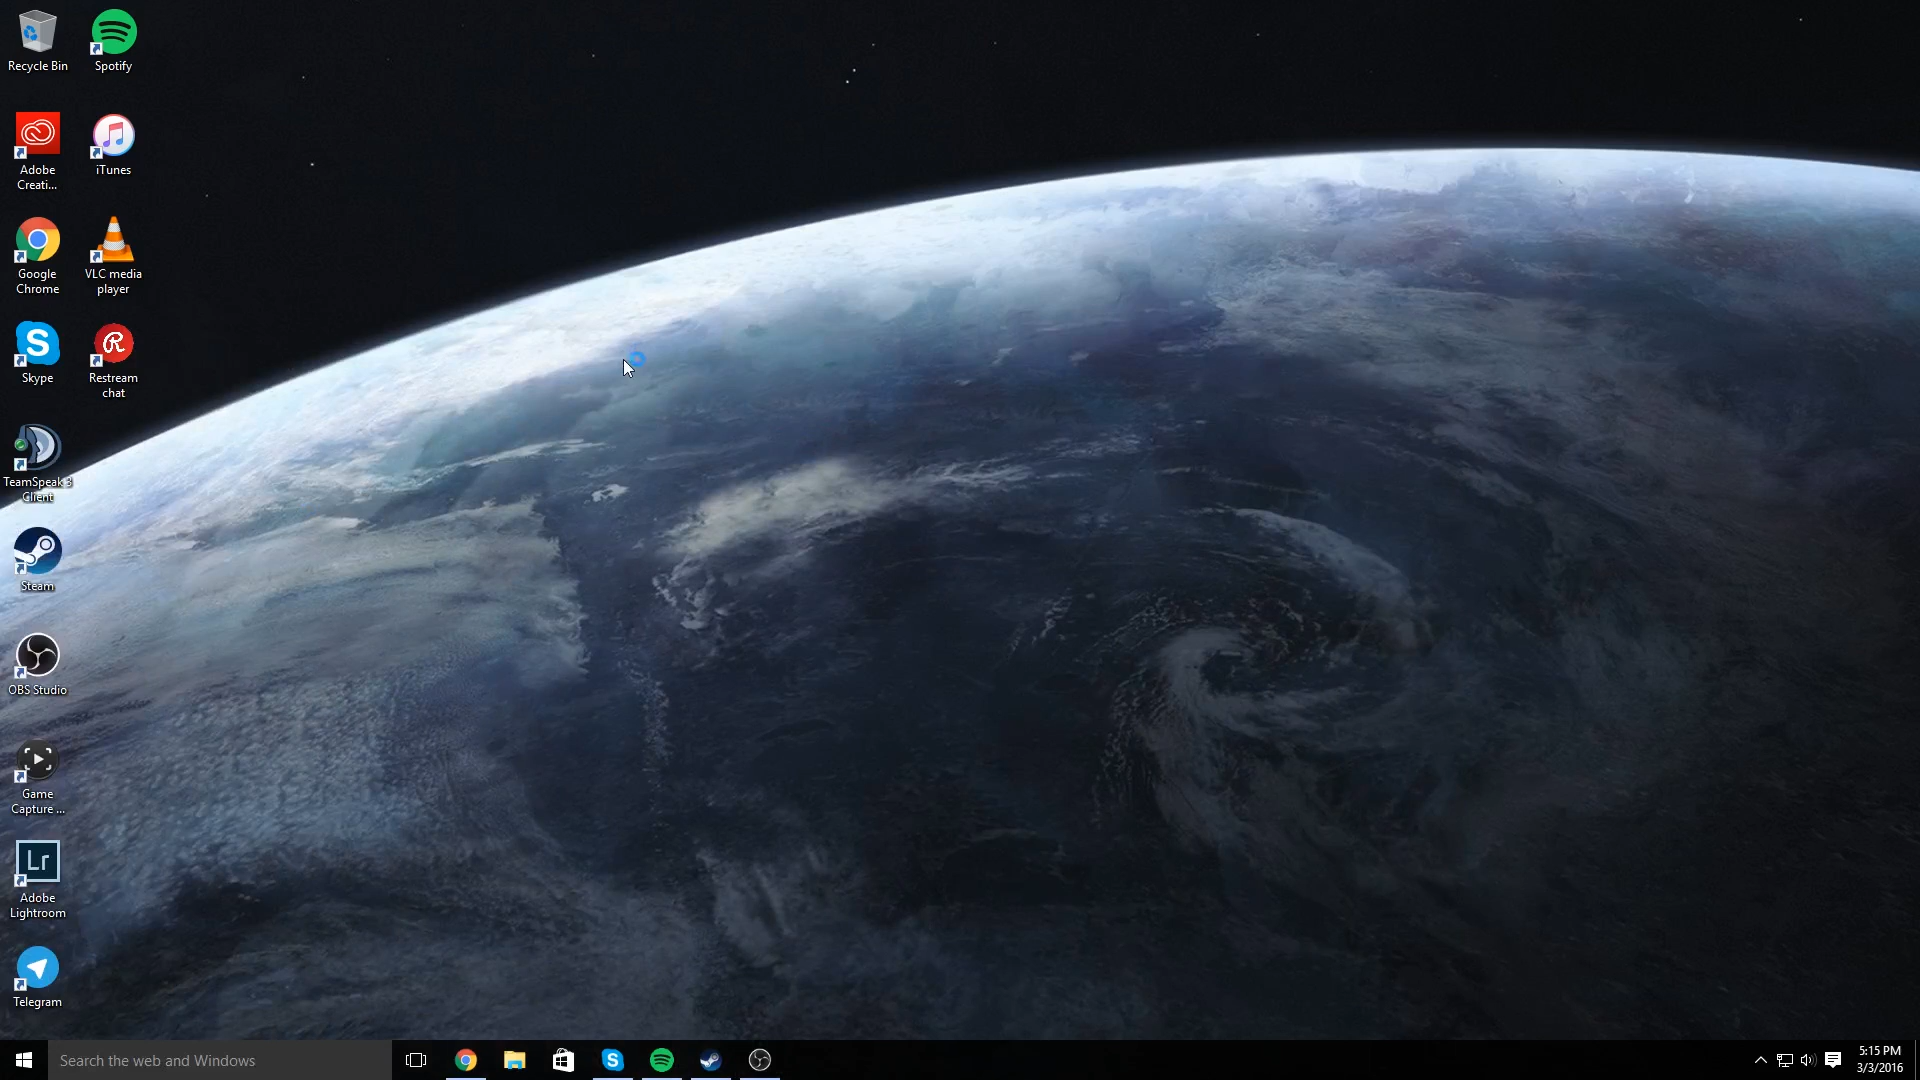 Recycle Bin
Spotify
Adobe
Creati...
iTunes
Google
Chrome
VLC media
player
Skype
Restream
chat
TeamSpeak 3
Client
Steam
OBS Studio
Game
Capture ...
Lr
Adobe
Lightroom
Telegram
Search the web and Windows
5:15 PM
3/3/2016